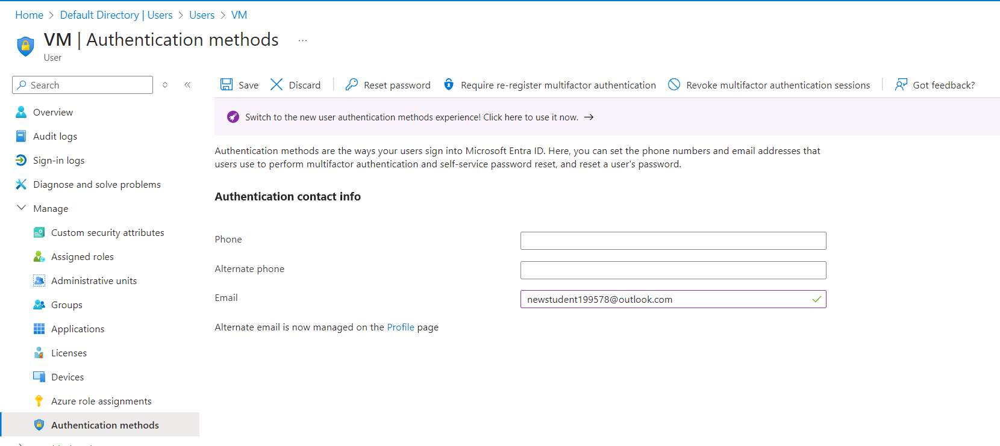 Home > Default Directory | Users > Users > VM
VM | Authentication methods ...
User
Search
Save Discard Reset password Require re-register multifactor authentication Revoke multifactor authentication sessions Got feedback?
Overview
Audit logs
Sign-in logs
Diagnose and solve problems
Manage
Custom security attributes
Assigned roles
Administrative units
Groups
Applications
Licenses
Devices
Azure role assignments
Authentication methods
Switch to the new user authentication methods experience! Click here to use it now. →
Authentication methods are the ways your users sign into Microsoft Entra ID. Here, you can set the phone numbers and email addresses that
users use to perform multifactor authentication and self-service password reset, and reset a user's password.
Authentication contact info
Phone
Alternate phone
Email newstudent199578@outlook.com
Alternate email is now managed on the Profile page